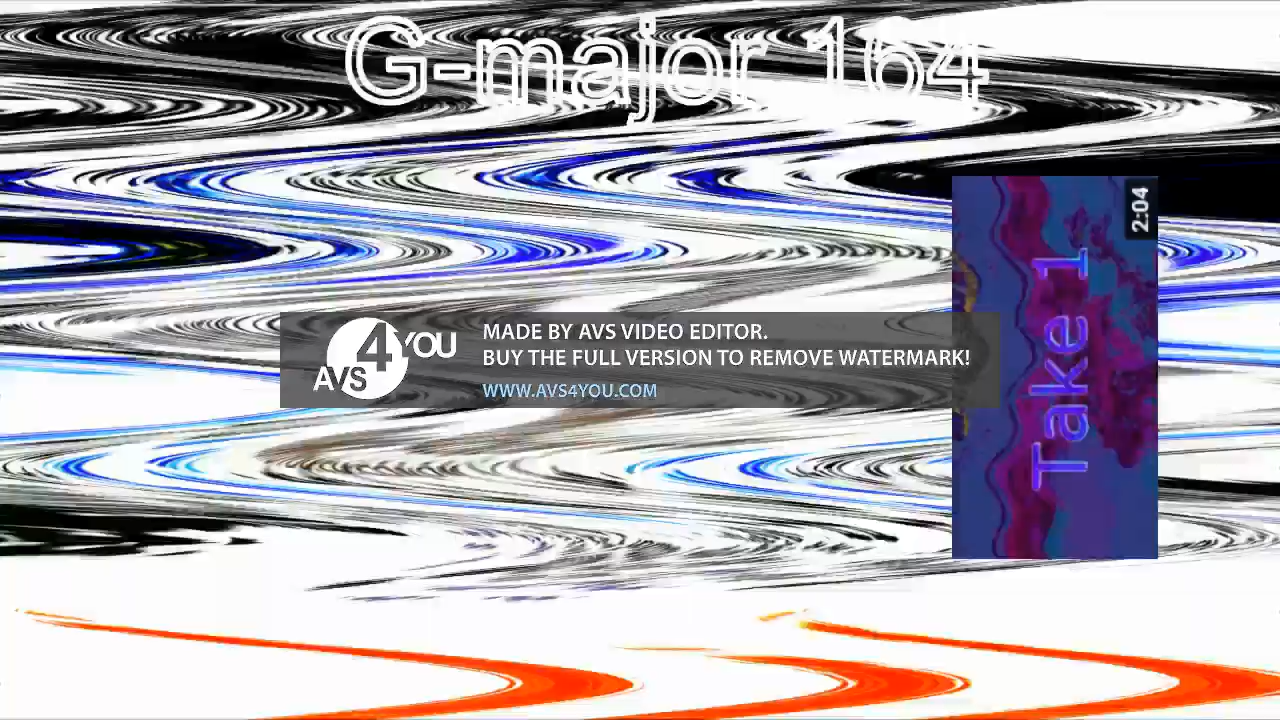 G-major 164
2:04
Take 1
AVS4YOU
MADE BY AVS VIDEO EDITOR.
BUY THE FULL VERSION TO REMOVE WATERMARK!
WWW.AVS4YOU.COM